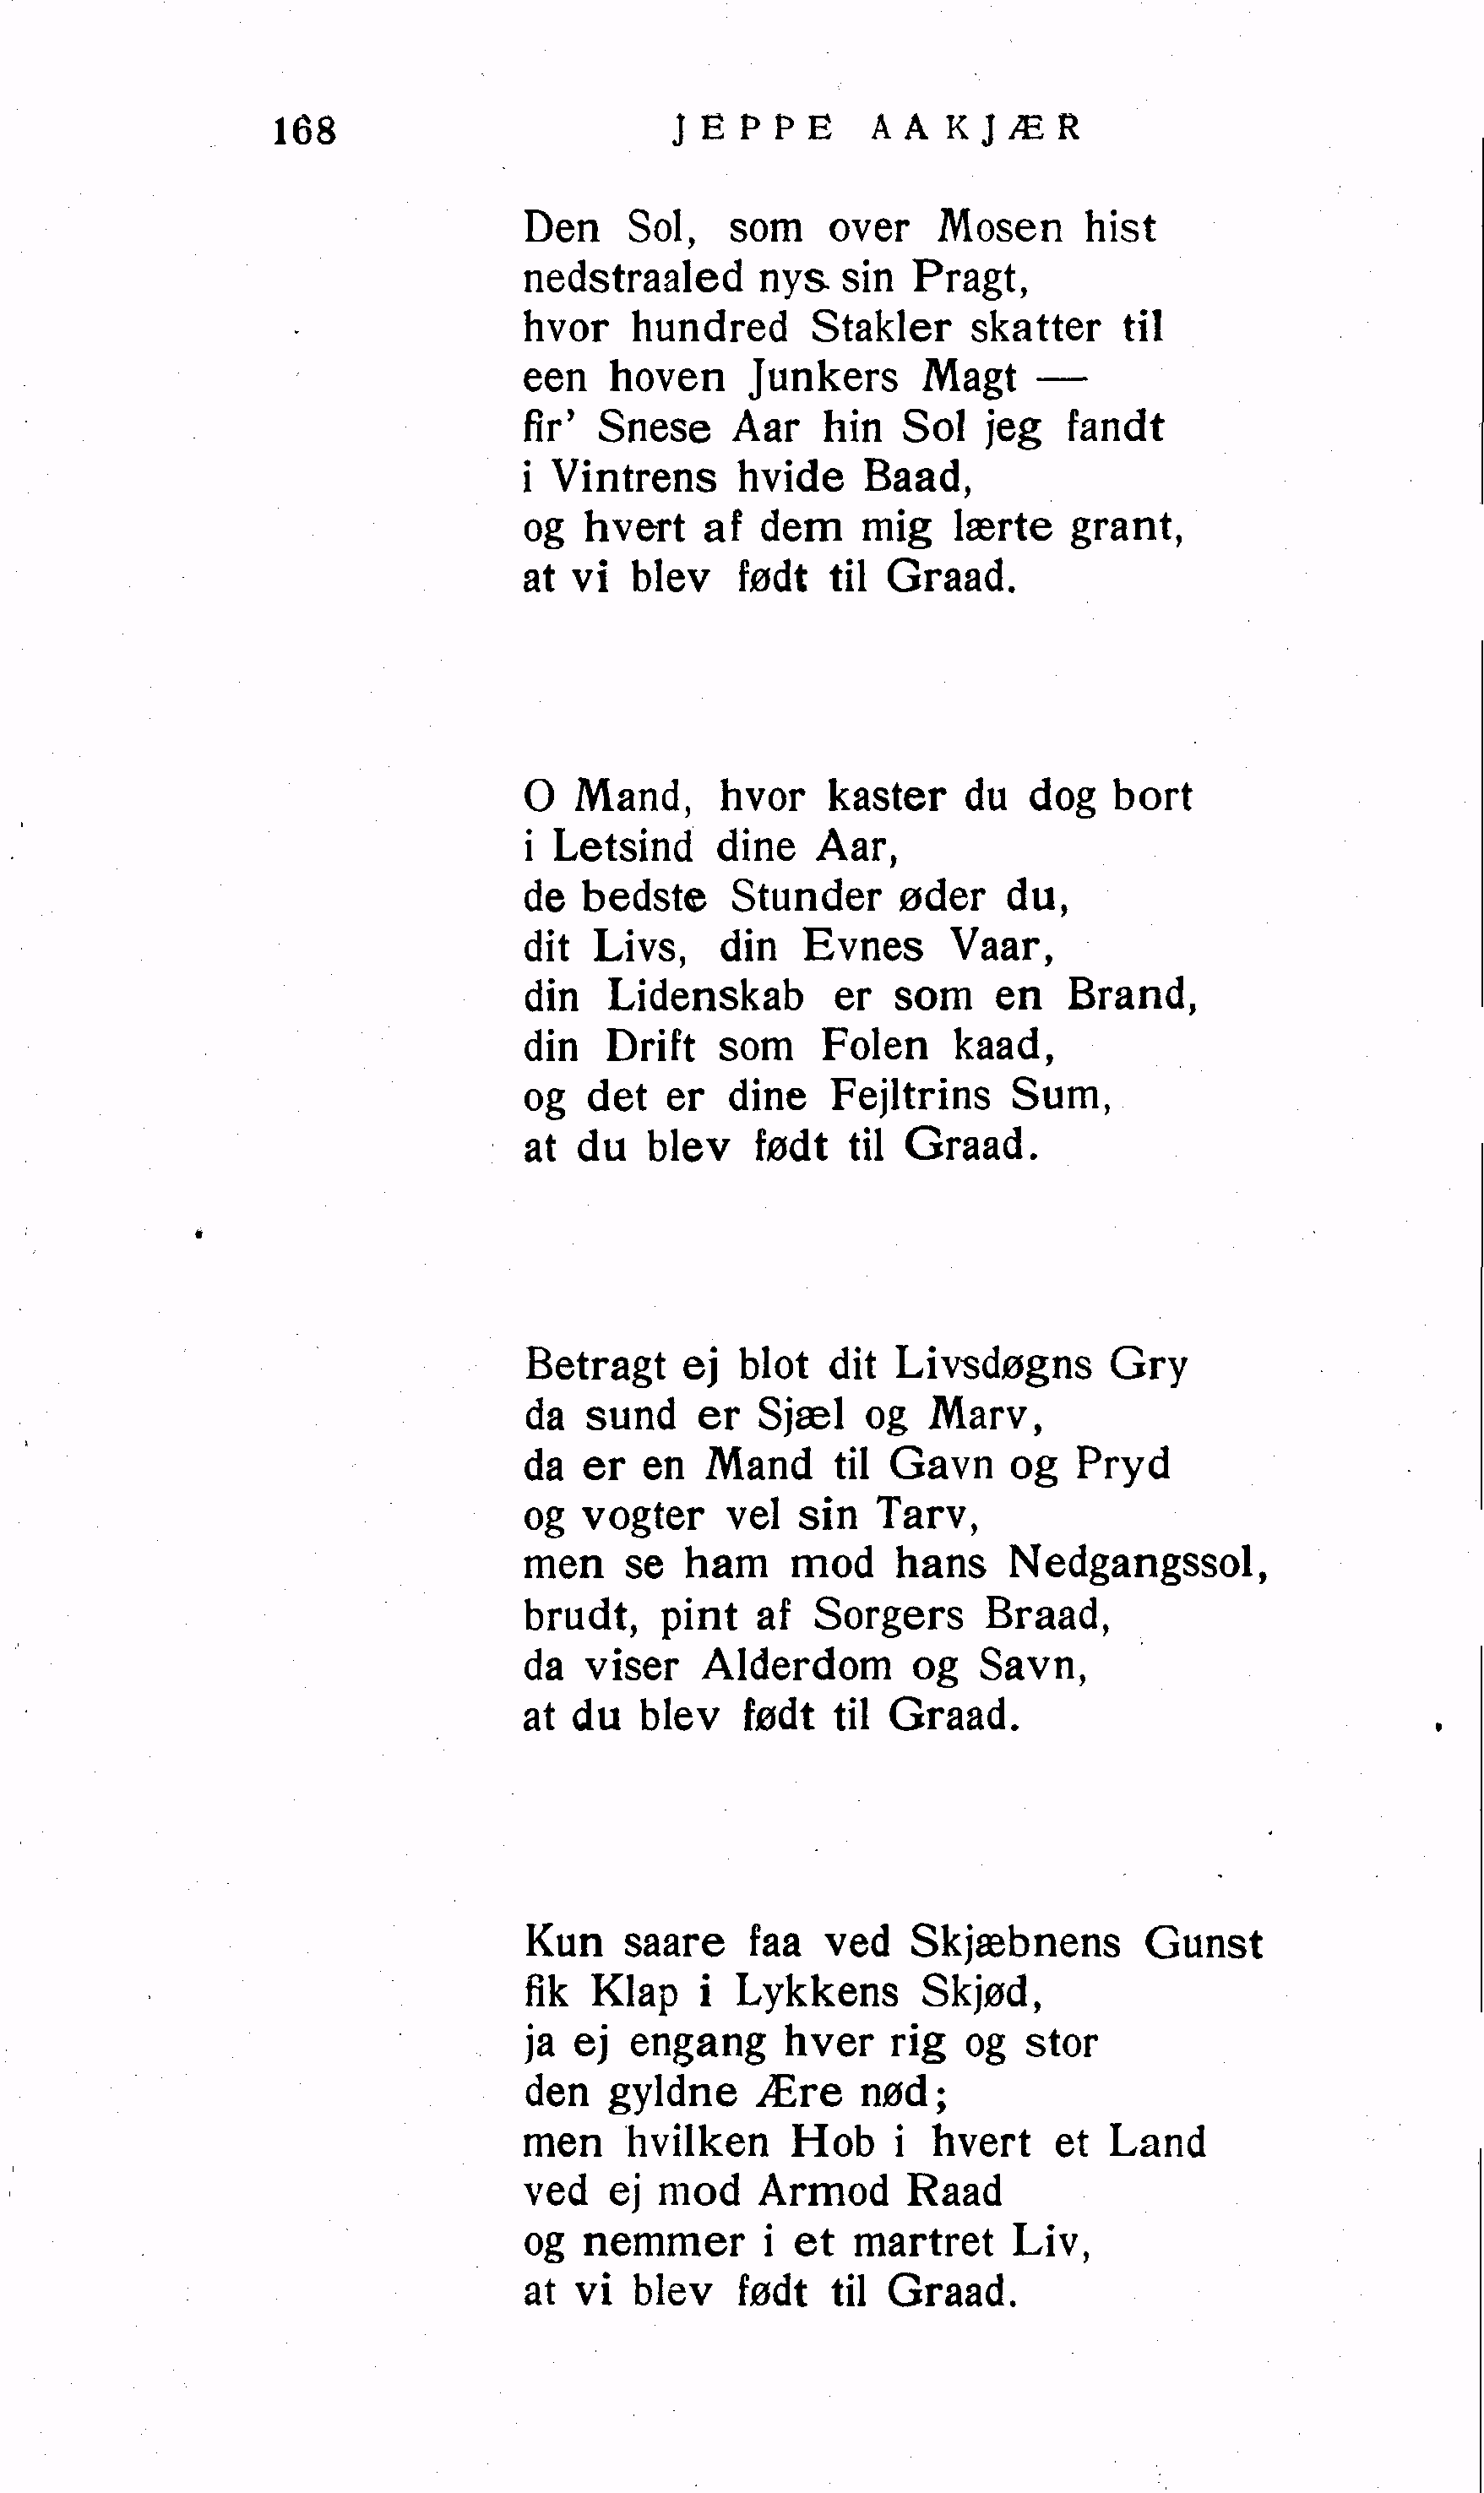 168 JEPPE AAKJÆR
Den Sol, som over Mosen hist
nedstraaled nys sin Pragt,
hvor hundred Stakler skatter til
een hoven Junkers Magt —
fir' Snese Aar hin Sol jeg fandt
i Vintrens hvide Baad,
og hvert af dem mig lærte grant,
at vi blev født til Graad.
O Mand, hvor kaster du dog bort
i Letsind dine Aar,
de bedste Stunder øder du,
dit Livs, din Evnes Vaar,
din Lidenskab er som en Brand,
din Drift som Folen kaad,
og det er dine Fejltrins Sum,
at du blev født til Graad.
Betragt ej blot dit Livsdøgns Gry
da sund er Sjæl og Marv,
da er en Mand til Gavn og Pryd
og vogter vel sin Tarv,
men se ham mod hans Nedgangssol,
brudt, pint af Sorgers Braad,
da viser Alderdom og Savn,
at du blev født til Graad.
Kun saare faa ved Skjæbnens Gunst
fik Klap i Lykkens Skjød,
ja ej engang hver rig og stor
den gyldne Ære nød;
men hvilken Hob i hvert et Land
ved ej mod Armod Raad
og nemmer i et martret Liv,
at vi blev født til Graad.